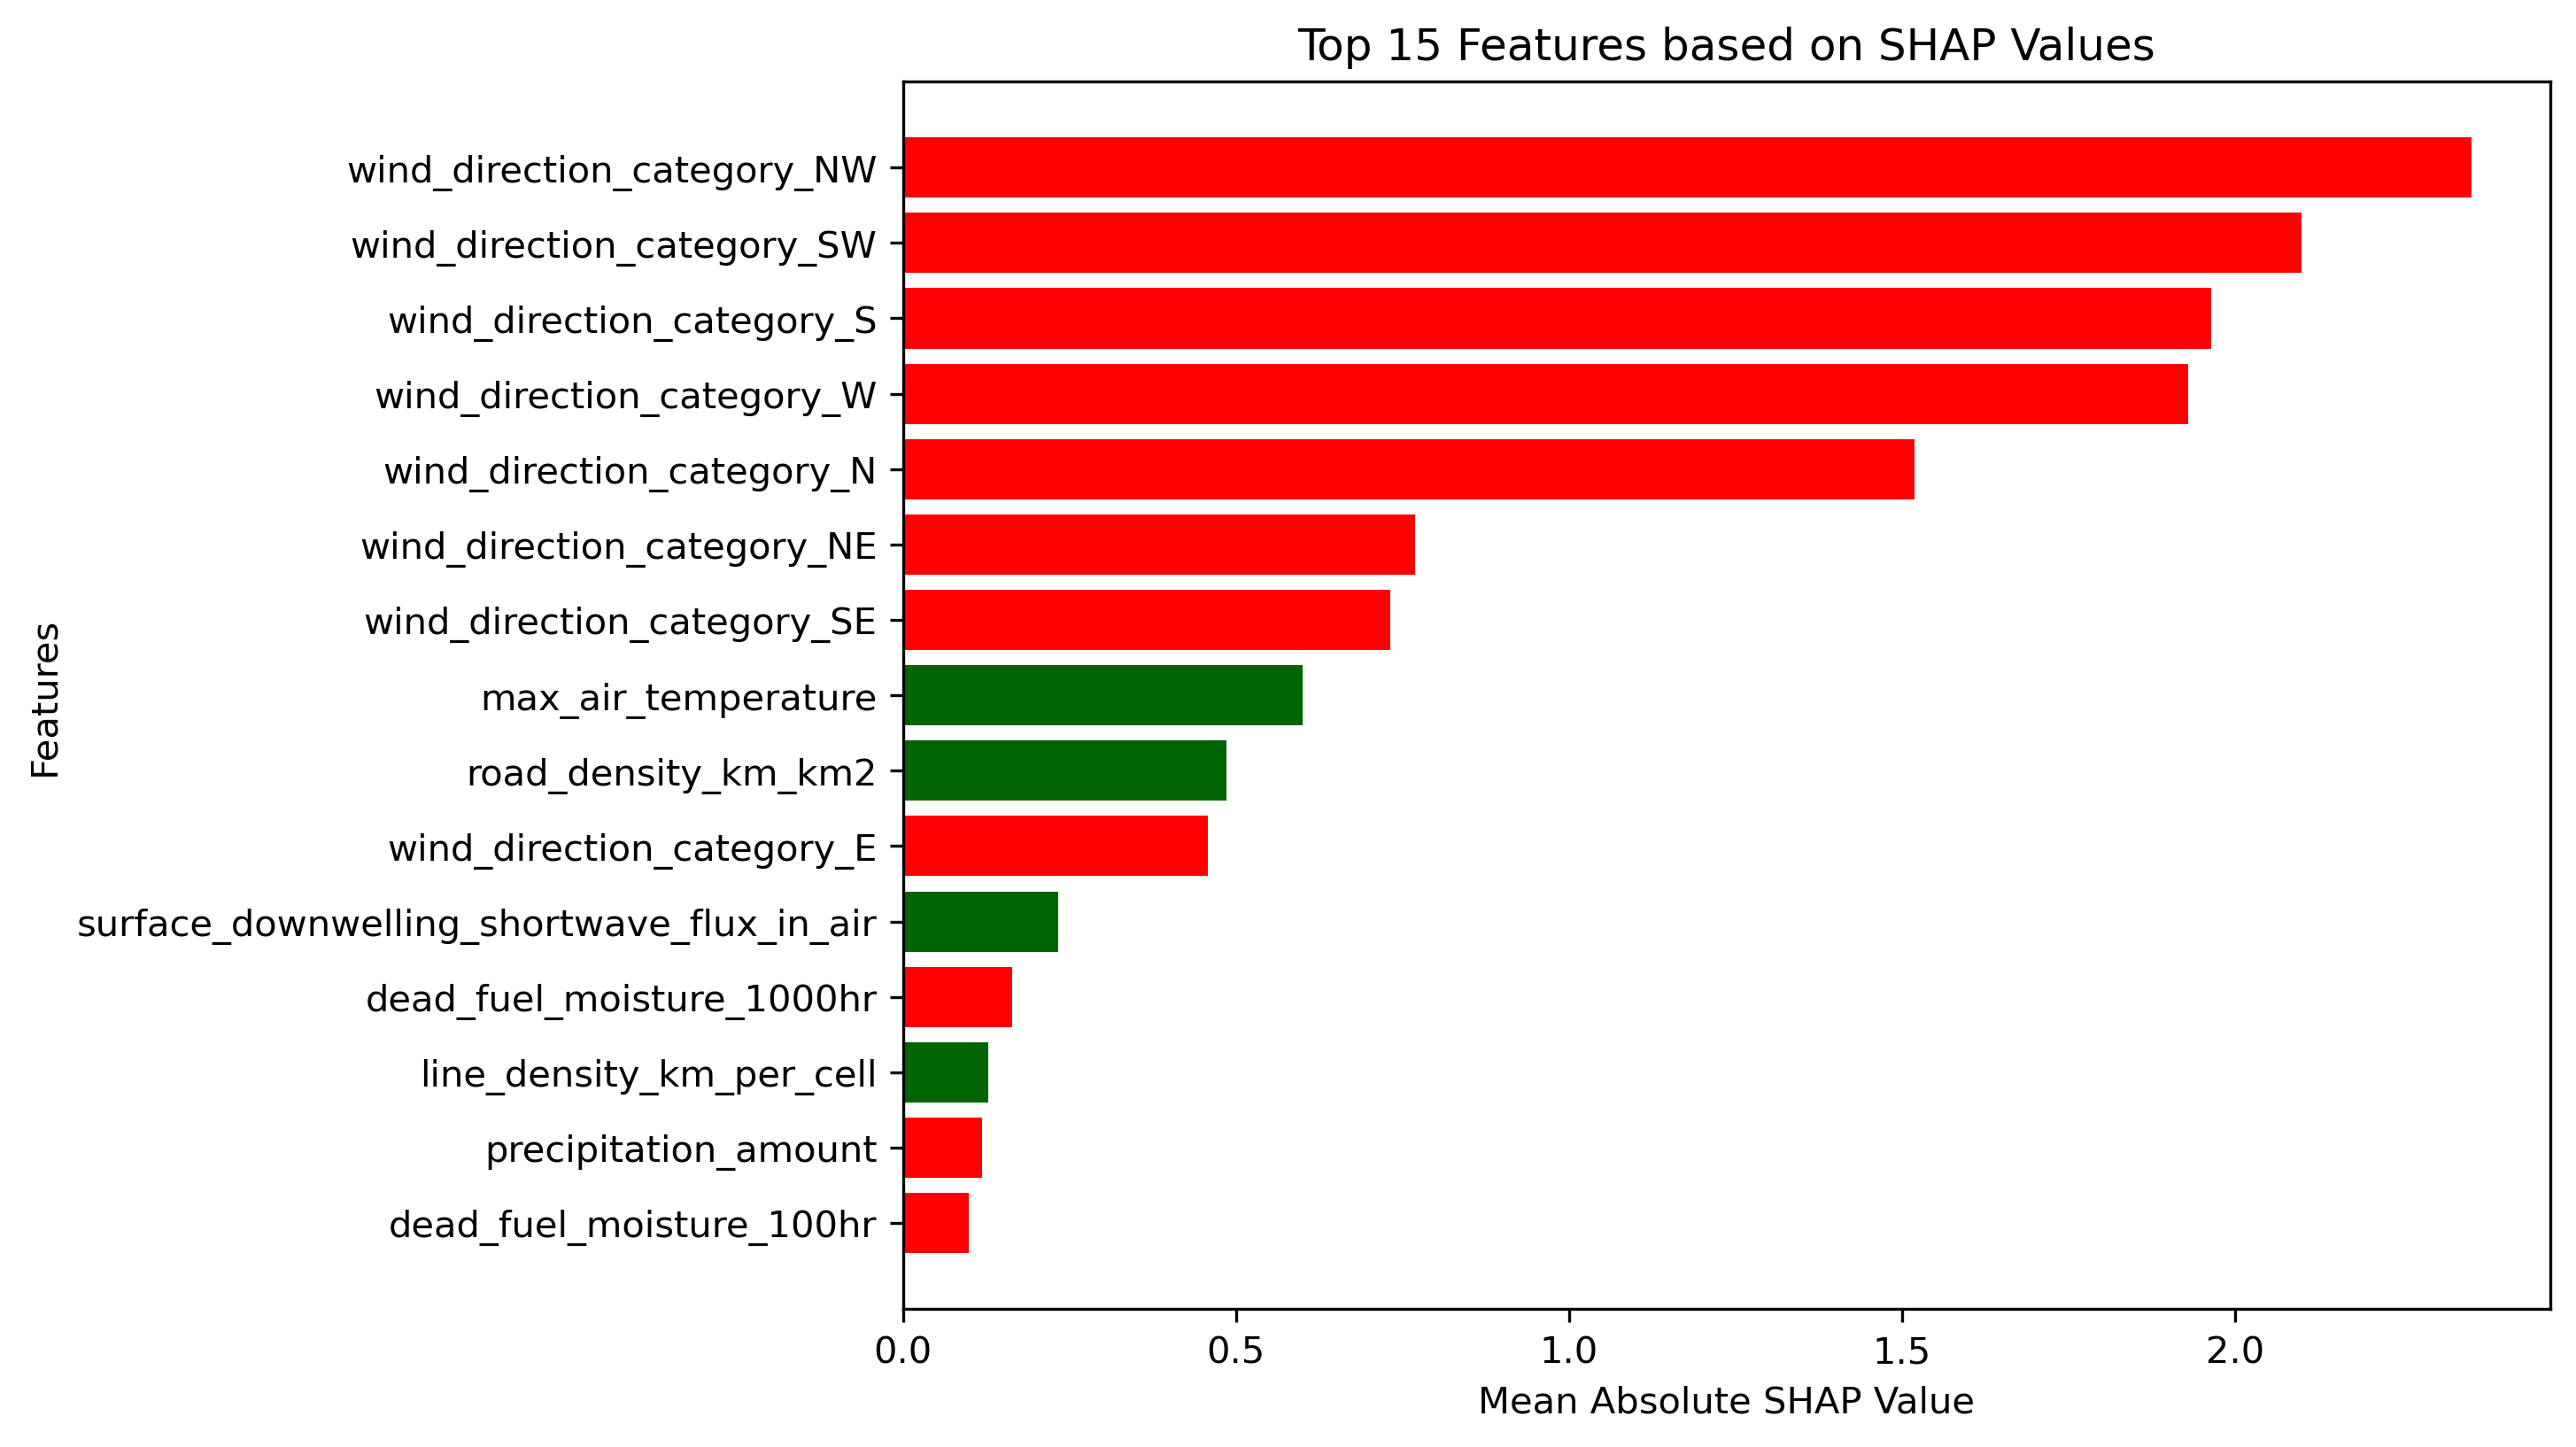 Top 15 Features based on SHAP Values
Features
wind_direction_category_NW
wind_direction_category_SW
wind_direction_category_S
wind_direction_category_W
wind_direction_category_N
wind_direction_category_NE
wind_direction_category_SE
max_air_temperature
road_density_km_km2
wind_direction_category_E
surface_downwelling_shortwave_flux_in_air
dead_fuel_moisture_1000hr
line_density_km_per_cell
precipitation_amount
dead_fuel_moisture_100hr
0.0 0.5 1.0 1.5 2.0
Mean Absolute SHAP Value